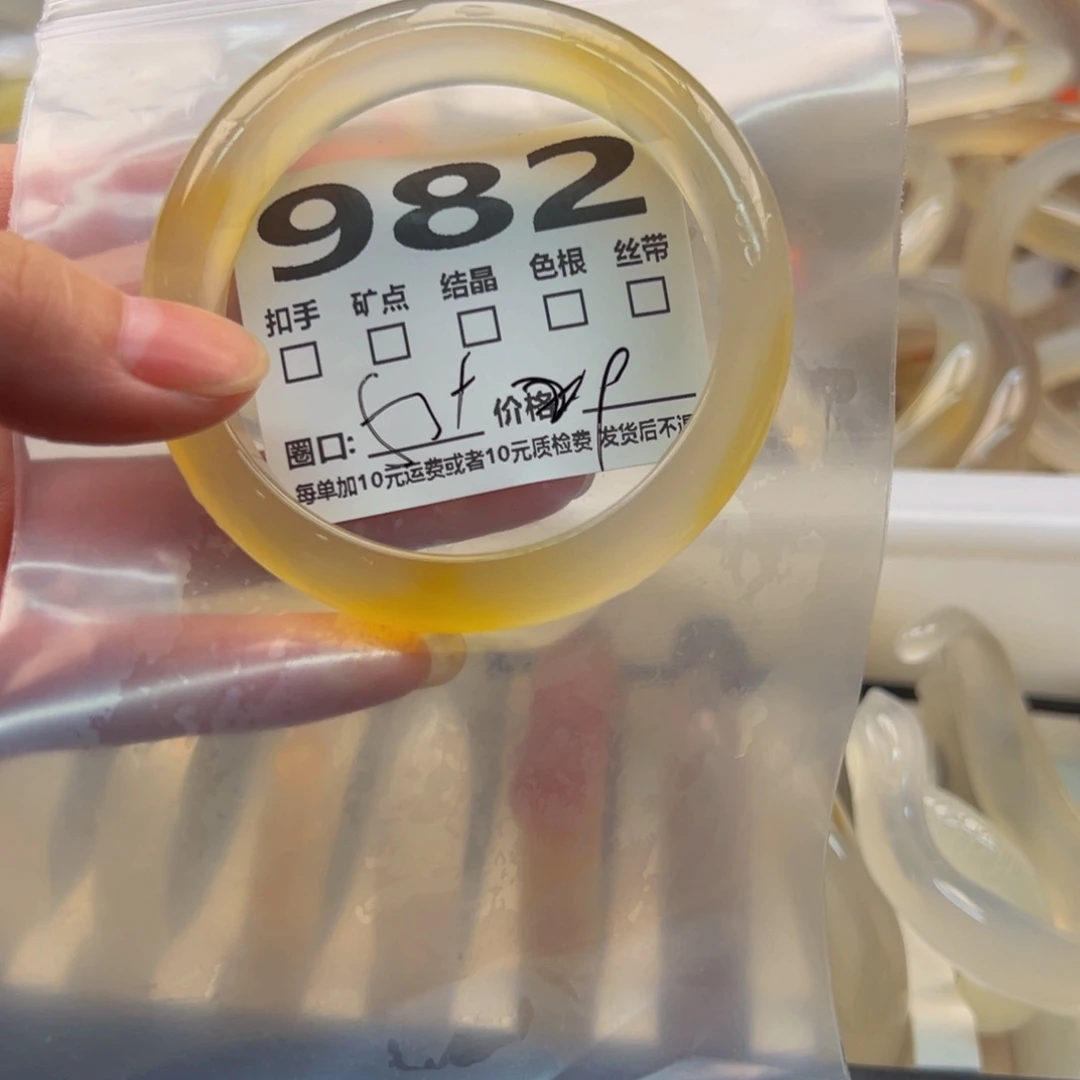 982
扣手 矿点 结晶 色根 丝带
圈口: 价格
每单加10元运费或者10元质检费 发货后不退